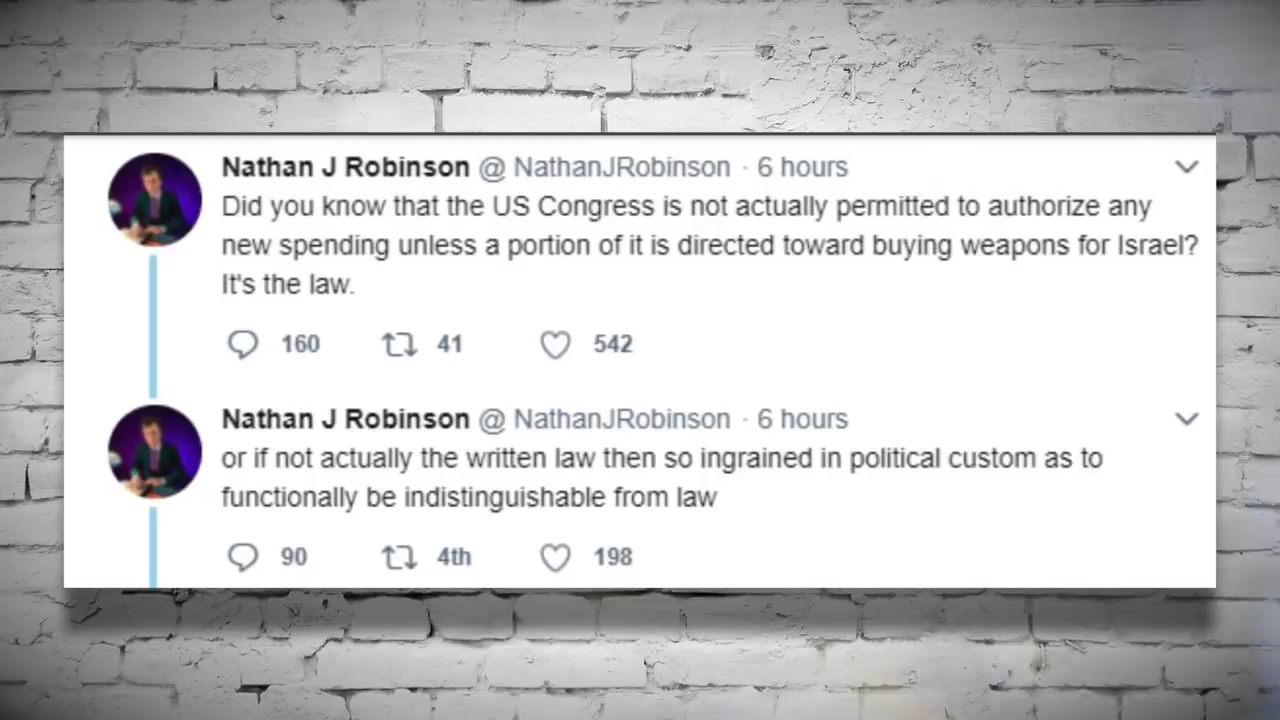 Nathan J Robinson @ NathanJRobinson · 6 hours
Did you know that the US Congress is not actually permitted to authorize any
new spending unless a portion of it is directed toward buying weapons for Israel?
It's the law.
160 41 542
Nathan J Robinson @ NathanJRobinson · 6 hours
or if not actually the written law then so ingrained in political custom as to
functionally be indistinguishable from law
90 4th 198